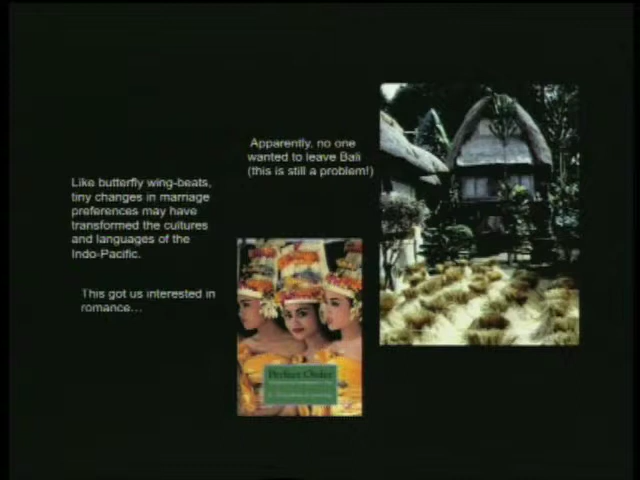 Like butterfly wing-beats,
tiny changes in marriage
preferences may have
transformed the cultures
and languages of the
Indo-Pacific.
This got us interested in
romance...
Apparently, no one
wanted to leave Bali
(this is still a problem!)
Perfect Order